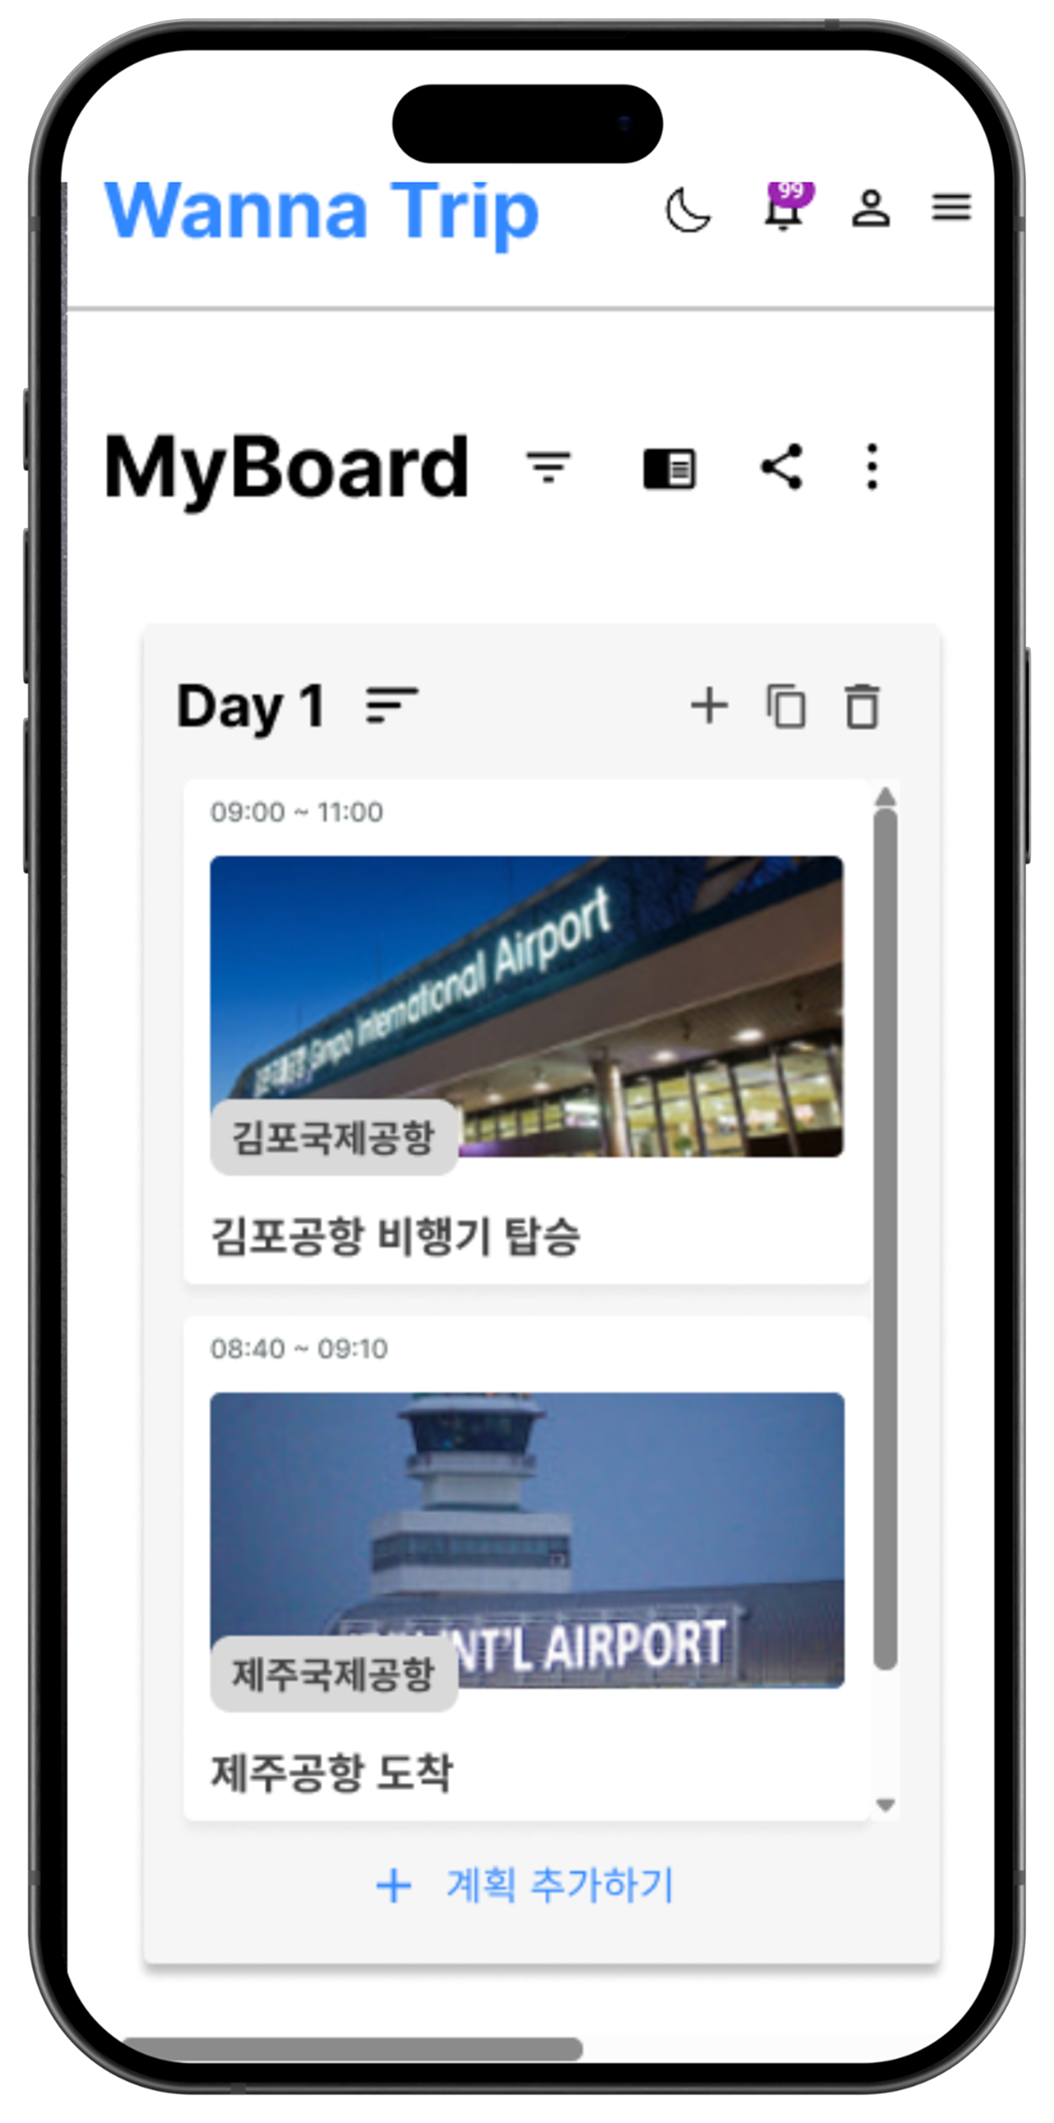 Wanna Trip
99
MyBoard
Day 1
09:00 ~ 11:00
Gimpo International Airport
김포국제공항
김포공항 비행기 탑승
08:40 ~ 09:10
INT'L AIRPORT
제주국제공항
제주공항 도착
+ 계획 추가하기